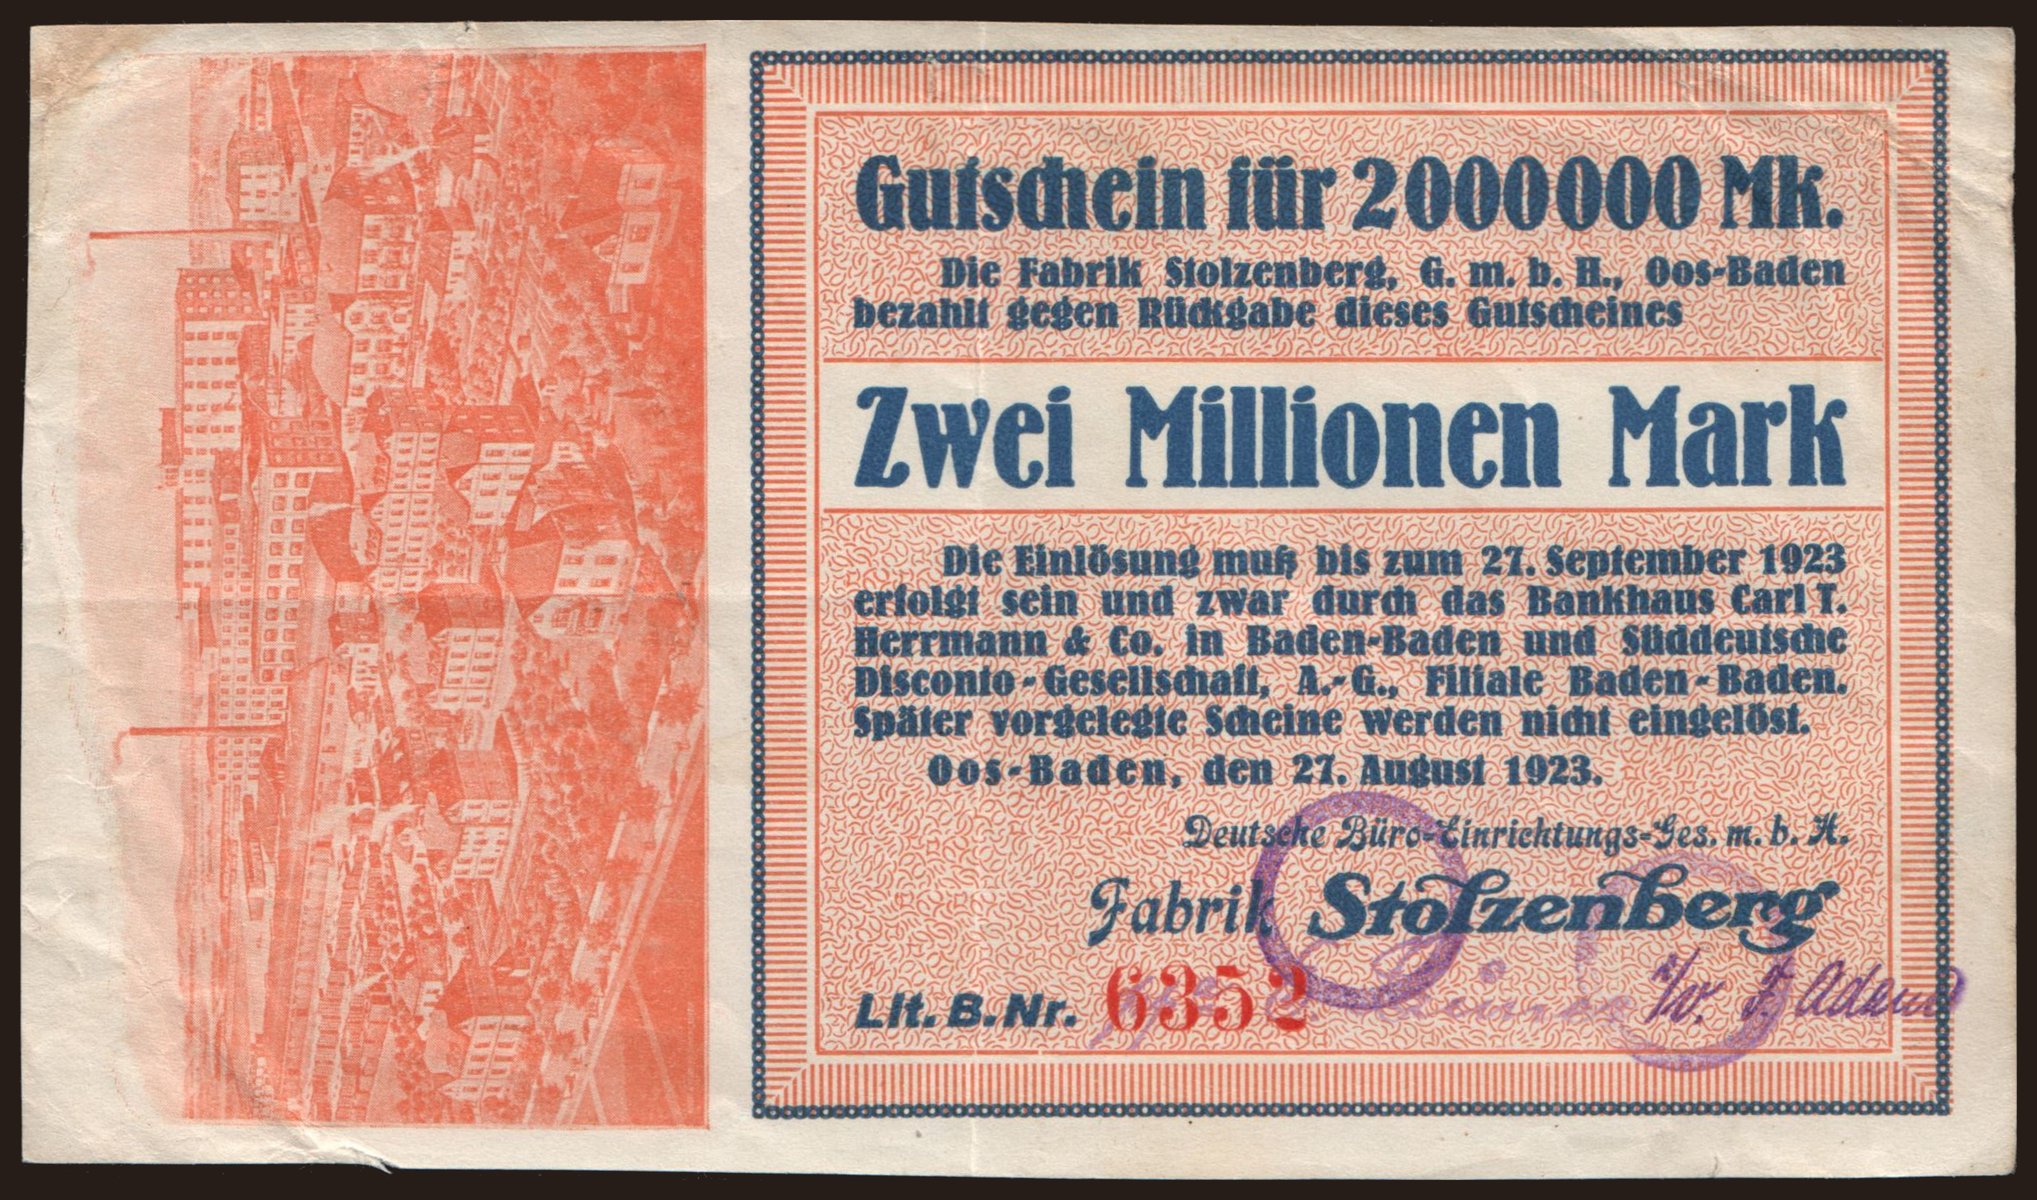 Gutschein für 2000000 Mk.
Die Fabrik Stolzenberg, G. m. b. H., Oos-Baden
bezahlt gegen Rückgabe dieses Gutscheines
Zwei Millionen Mark
Die Einlösung muß bis zum 27. September 1923
erfolgt sein und zwar durch das Bankhaus Carl T.
Herrmann & Co. in Baden-Baden und Süddeutsche
Disconto-Gesellschaft, A.-G., Filiale Baden-Baden.
Später vorgelegte Scheine werden nicht eingelöst.
Oos-Baden, den 27. August 1923.
Deutsche Büro-Einrichtungs-Ges. m. b. H.
Fabrik Stolzenberg
Lit. B. Nr. 6352